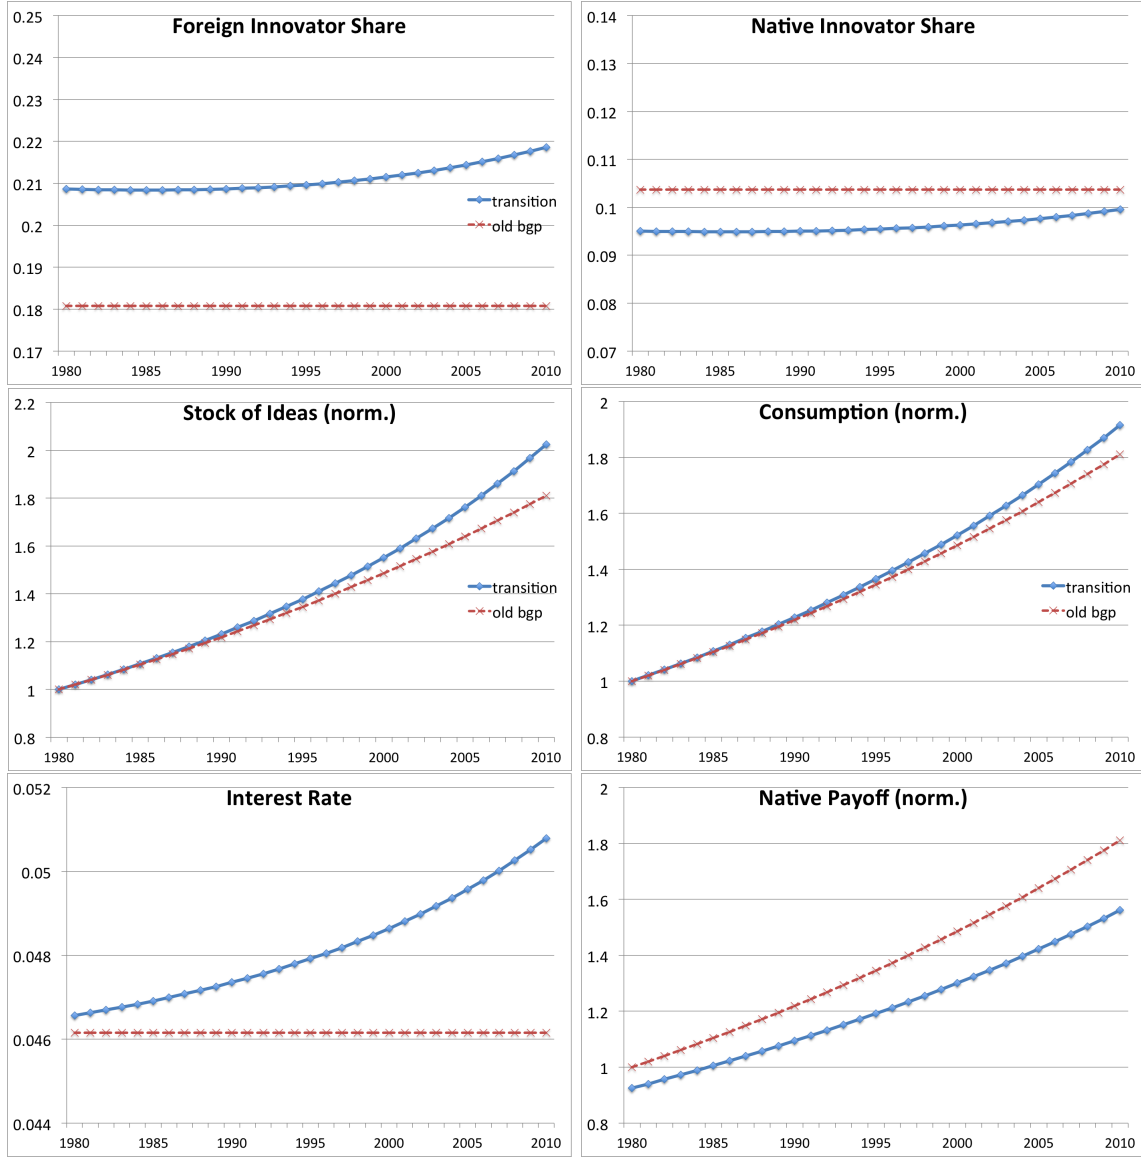 Foreign Innovator Share
0.25
0.24
0.23
0.22
0.21
0.2
0.19
0.18
0.17
1980 1985 1990 1995 2000 2005 2010
transition
old bgp
Native Innovator Share
0.14
0.13
0.12
0.11
0.1
0.09
0.08
0.07
1980 1985 1990 1995 2000 2005 2010
Stock of Ideas (norm.)
2.2
2
1.8
1.6
1.4
1.2
1
0.8
1980 1985 1990 1995 2000 2005 2010
transition
old bgp
Consumption (norm.)
2
1.8
1.6
1.4
1.2
1
0.8
1980 1985 1990 1995 2000 2005 2010
transition
old bgp
Interest Rate
0.052
0.05
0.048
0.046
0.044
1980 1985 1990 1995 2000 2005 2010
Native Payoff (norm.)
2
1.8
1.6
1.4
1.2
1
0.8
1980 1985 1990 1995 2000 2005 2010